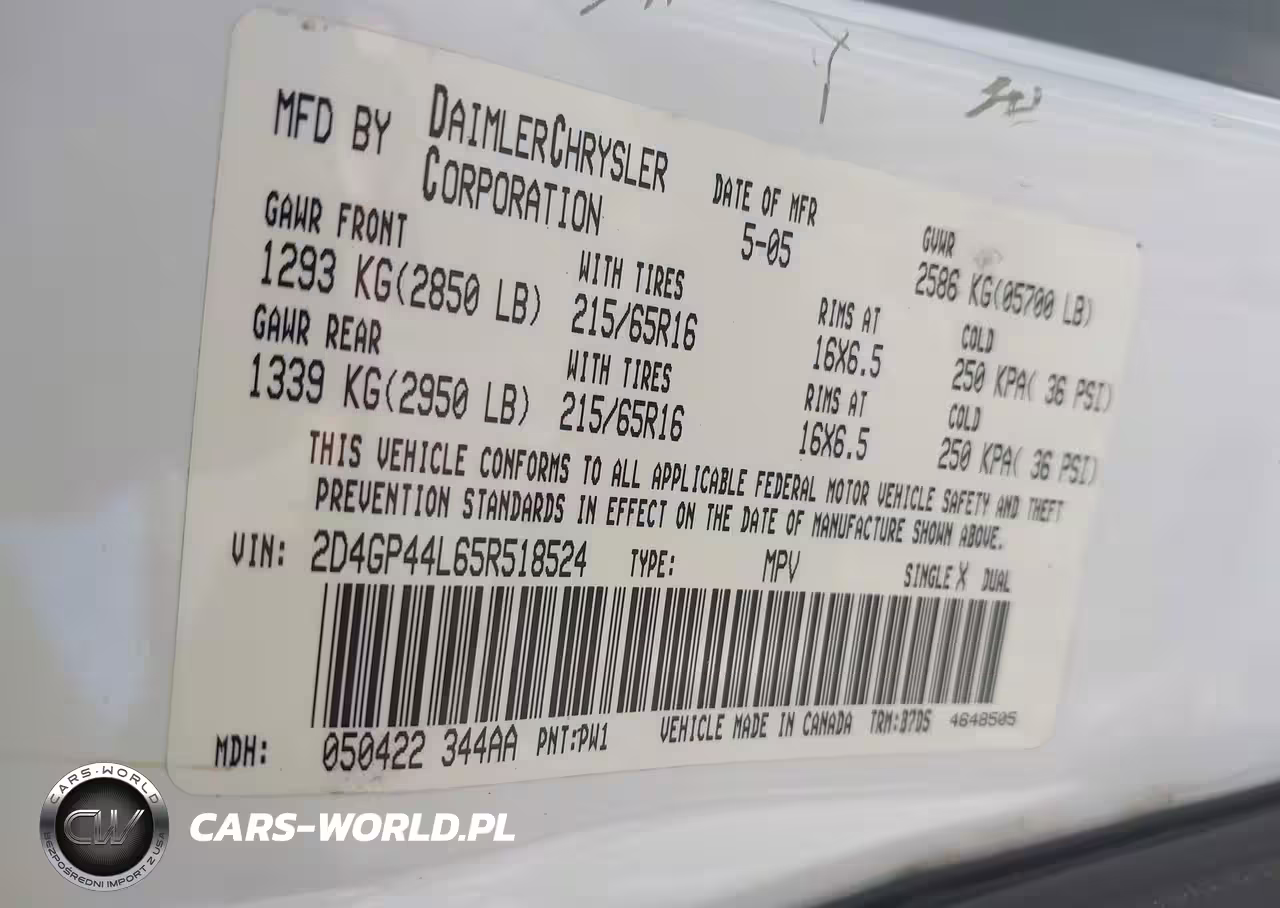 MFD BY DAIMLERCHRYSLER CORPORATION
DATE OF MFR 5-05
GVWR 2586 KG(05700 LB)
GAWR FRONT WITH TIRES RIMS AT COLD
1293 KG(2850 LB) 215/65R16 16X6.5 250 KPA( 36 PSI)
GAWR REAR WITH TIRES RIMS AT COLD
1339 KG(2950 LB) 215/65R16 16X6.5 250 KPA( 36 PSI)
THIS VEHICLE CONFORMS TO ALL APPLICABLE FEDERAL MOTOR VEHICLE SAFETY AND THEFT
PREVENTION STANDARDS IN EFFECT ON THE DATE OF MANUFACTURE SHOWN ABOVE.
VIN: 2D4GP44L65R518524 TYPE: MPV SINGLE X DUAL
MDH: 050422 344AA PNT:PW1 VEHICLE MADE IN CANADA TRM:B7D5 4648505
CARS-WORLD
CW
BEZPOŚREDNI IMPORT Z USA
CARS-WORLD.PL